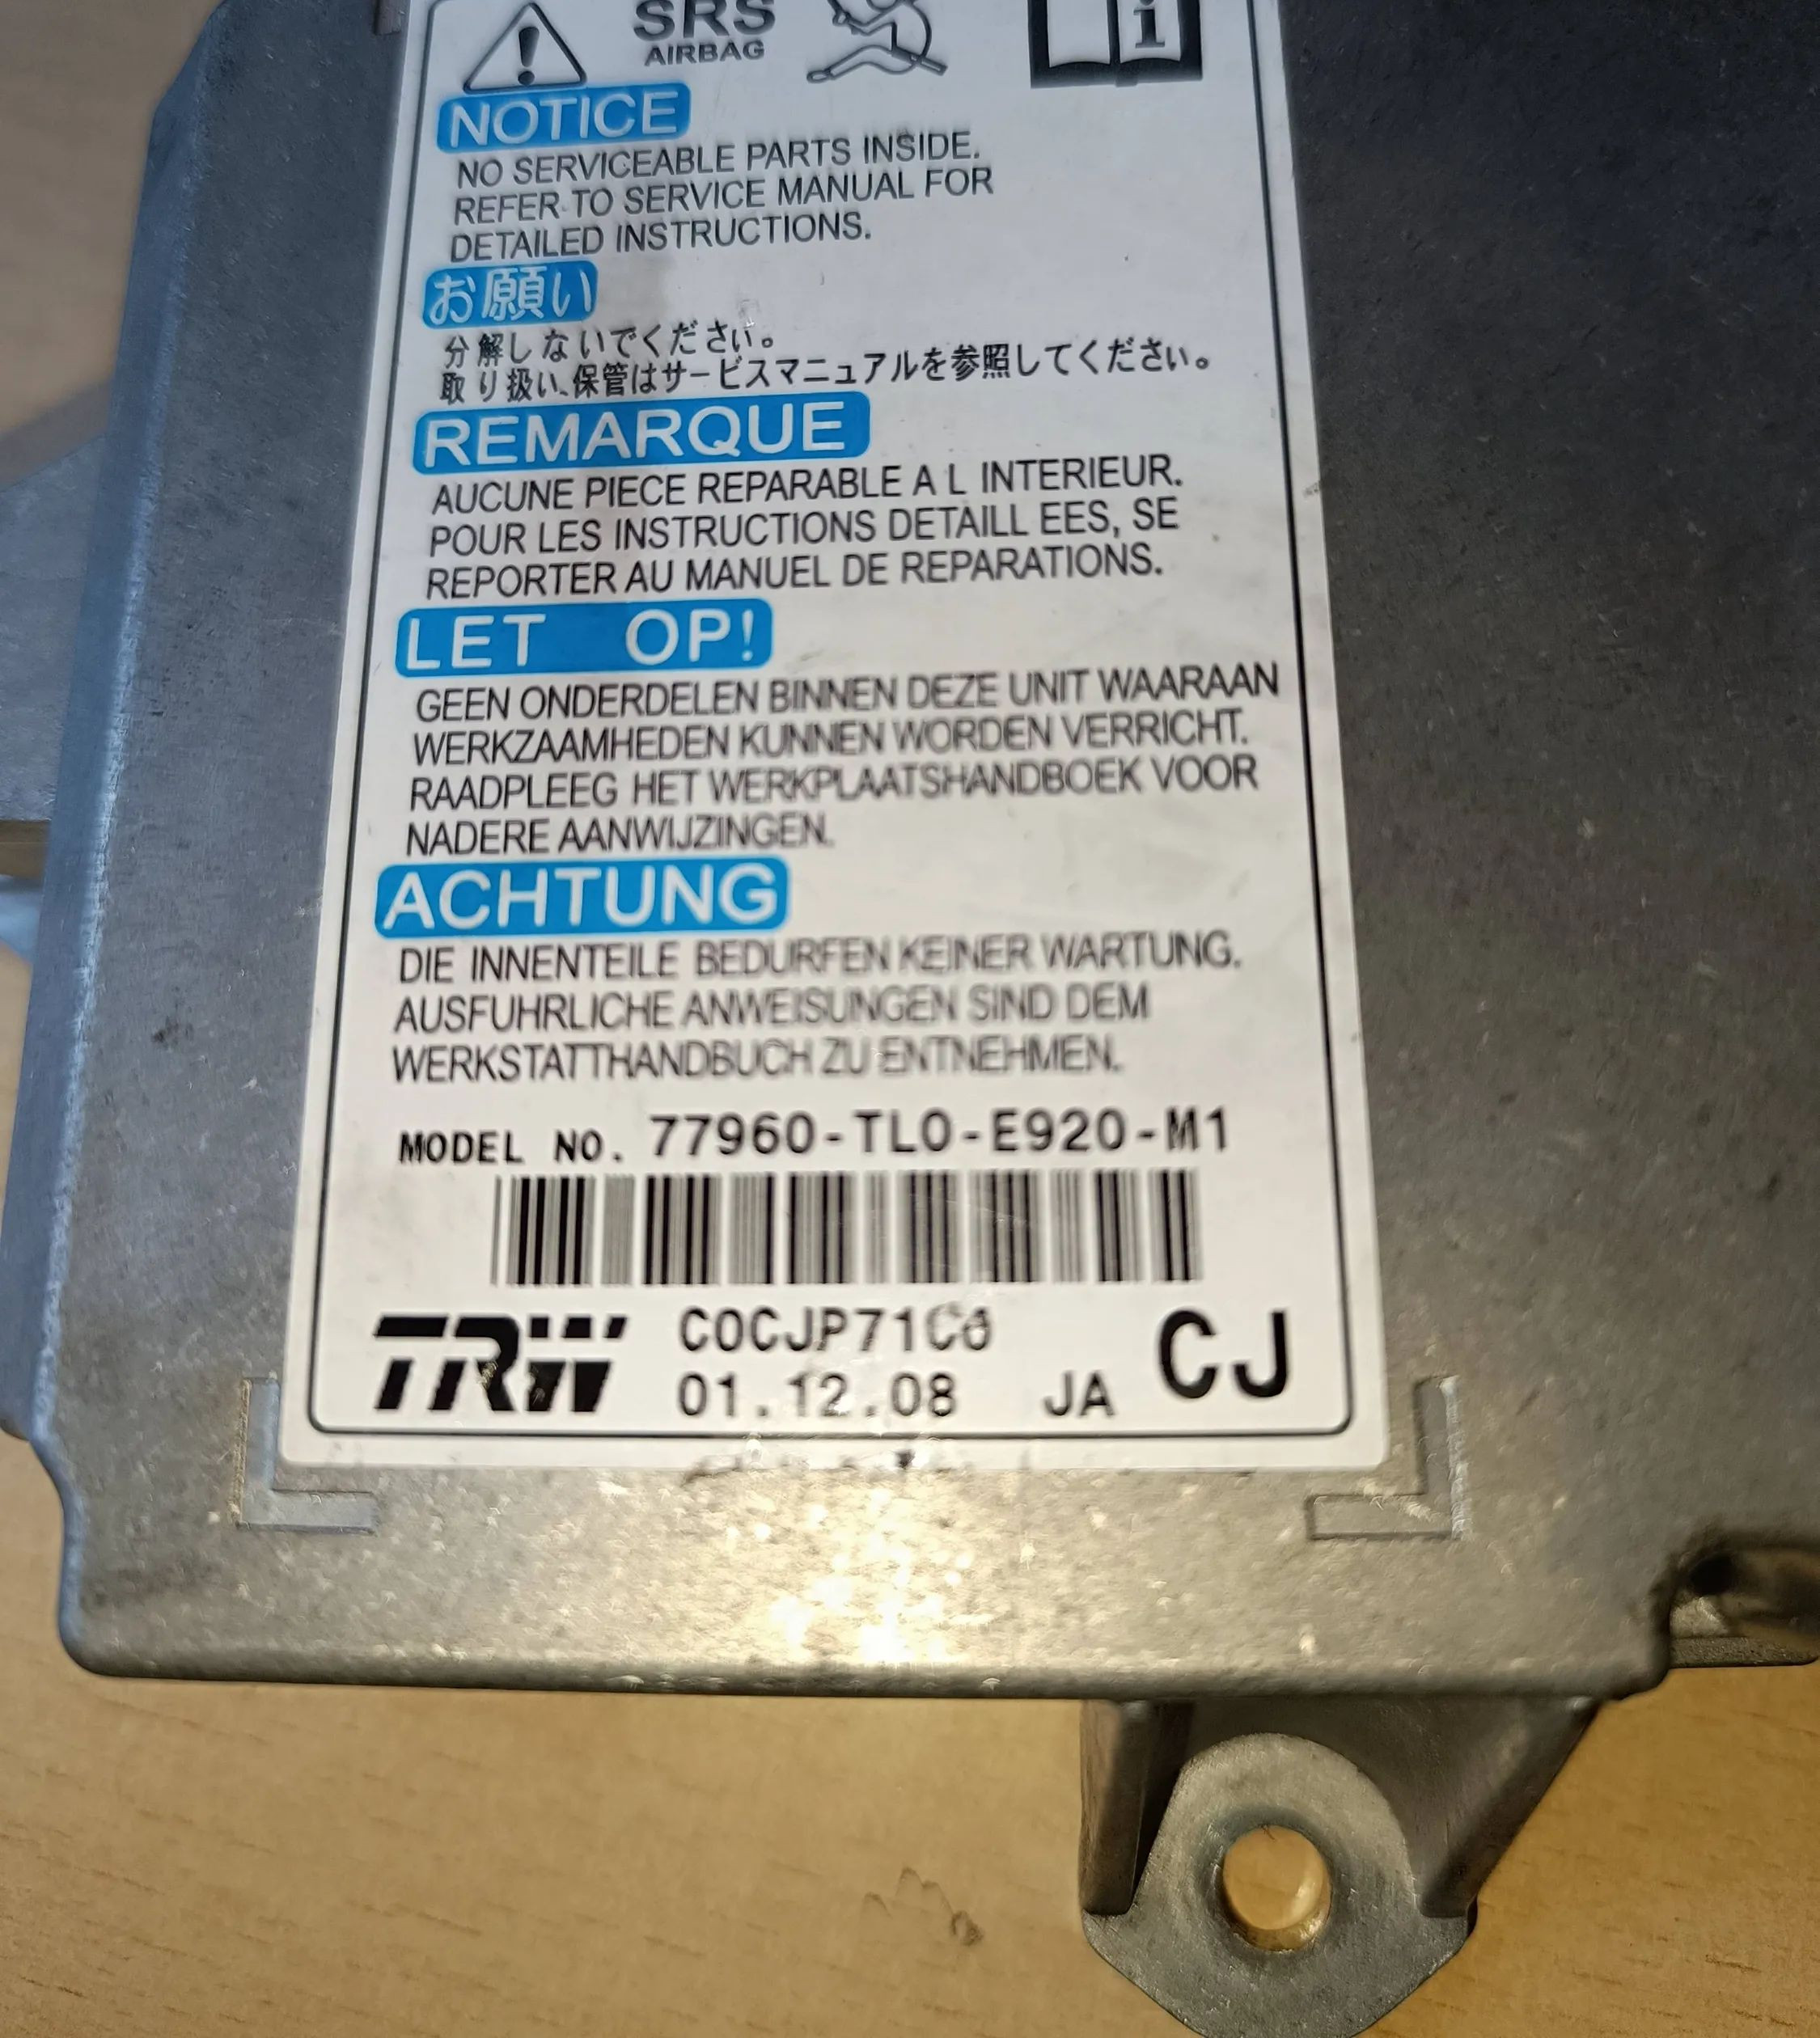 SRS
AIRBAG
i
NOTICE
NO SERVICEABLE PARTS INSIDE.
REFER TO SERVICE MANUAL FOR
DETAILED INSTRUCTIONS.
お願い
分解しないでください。
取り扱い、保管はサービスマニュアルを参照してください。
REMARQUE
AUCUNE PIECE REPARABLE A L INTERIEUR.
POUR LES INSTRUCTIONS DETAILL EES, SE
REPORTER AU MANUEL DE REPARATIONS.
LET OP!
GEEN ONDERDELEN BINNEN DEZE UNIT WAARAAN
WERKZAAMHEDEN KUNNEN WORDEN VERRICHT.
RAADPLEEG HET WERKPLAATSHANDBOEK VOOR
NADERE AANWIJZINGEN.
ACHTUNG
DIE INNENTEILE BEDURFEN KEINER WARTUNG.
AUSFUHRLICHE ANWEISUNGEN SIND DEM
WERKSTATTHANDBUCH ZU ENTNEHMEN.
MODEL NO. 77960-TL0-E920-M1
TRW
01.12.08 JA CJ